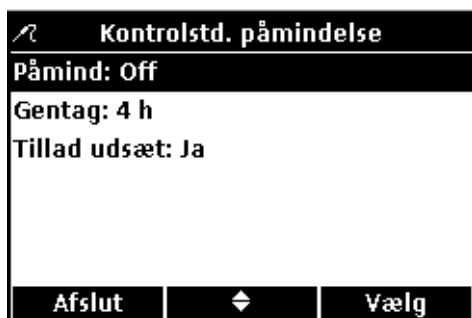 Kontrolstd. påmindelse
Påmind: Off
Gentag: 4 h
Tillad udsæt: Ja
Afslut Vælg